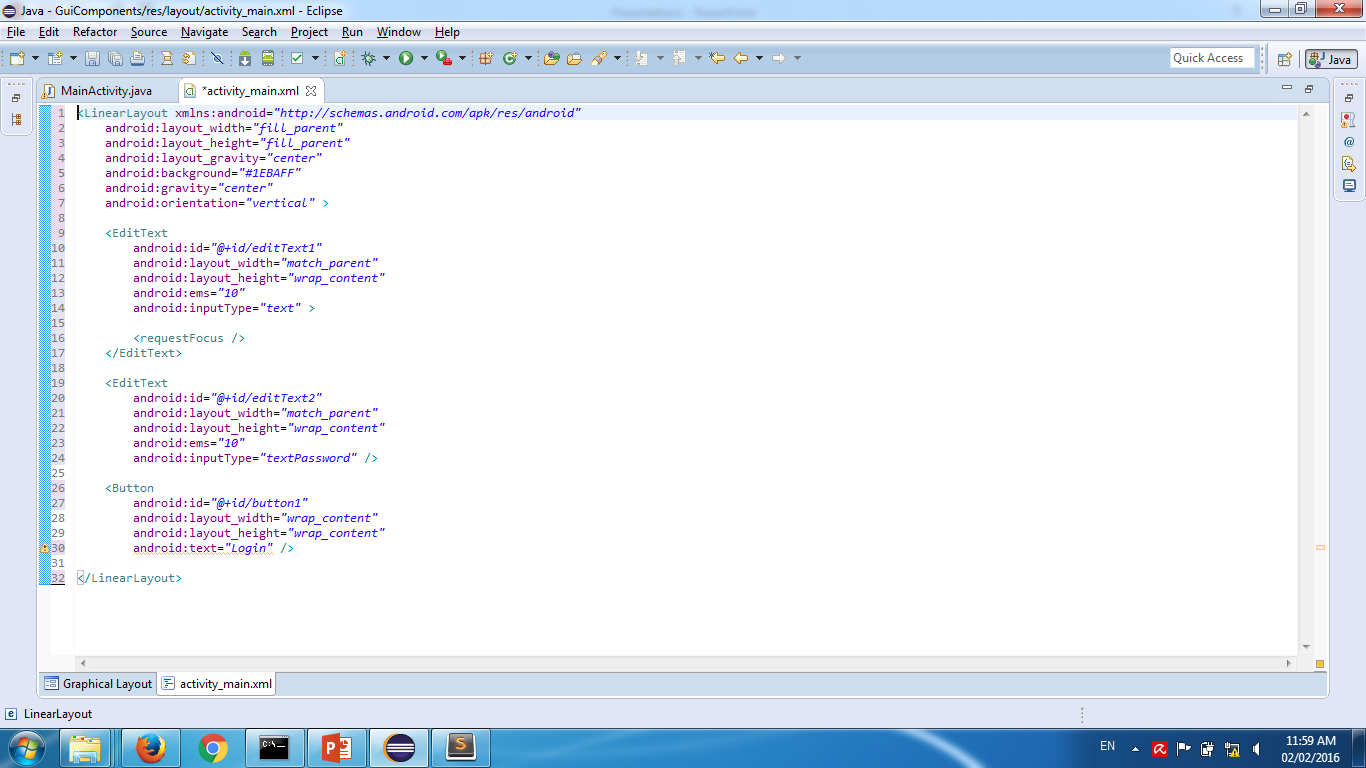 Java - GuiComponents/res/layout/activity_main.xml - Eclipse
File Edit Refactor Source Navigate Search Project Run Window Help
Quick Access
Java
MainActivity.java
*activity_main.xml
1 <LinearLayout xmlns:android="http://schemas.android.com/apk/res/android"
2 android:layout_width="fill_parent"
3 android:layout_height="fill_parent"
4 android:layout_gravity="center"
5 android:background="#1EBAFF"
6 android:gravity="center"
7 android:orientation="vertical" >
8
9 <EditText
10 android:id="@+id/editText1"
11 android:layout_width="match_parent"
12 android:layout_height="wrap_content"
13 android:ems="10"
14 android:inputType="text" >
15
16 <requestFocus />
17 </EditText>
18
19 <EditText
20 android:id="@+id/editText2"
21 android:layout_width="match_parent"
22 android:layout_height="wrap_content"
23 android:ems="10"
24 android:inputType="textPassword" />
25
26 <Button
27 android:id="@+id/button1"
28 android:layout_width="wrap_content"
29 android:layout_height="wrap_content"
30 android:text="Login" />
31
32 </LinearLayout>
Graphical Layout
activity_main.xml
LinearLayout
EN
11:59 AM
02/02/2016